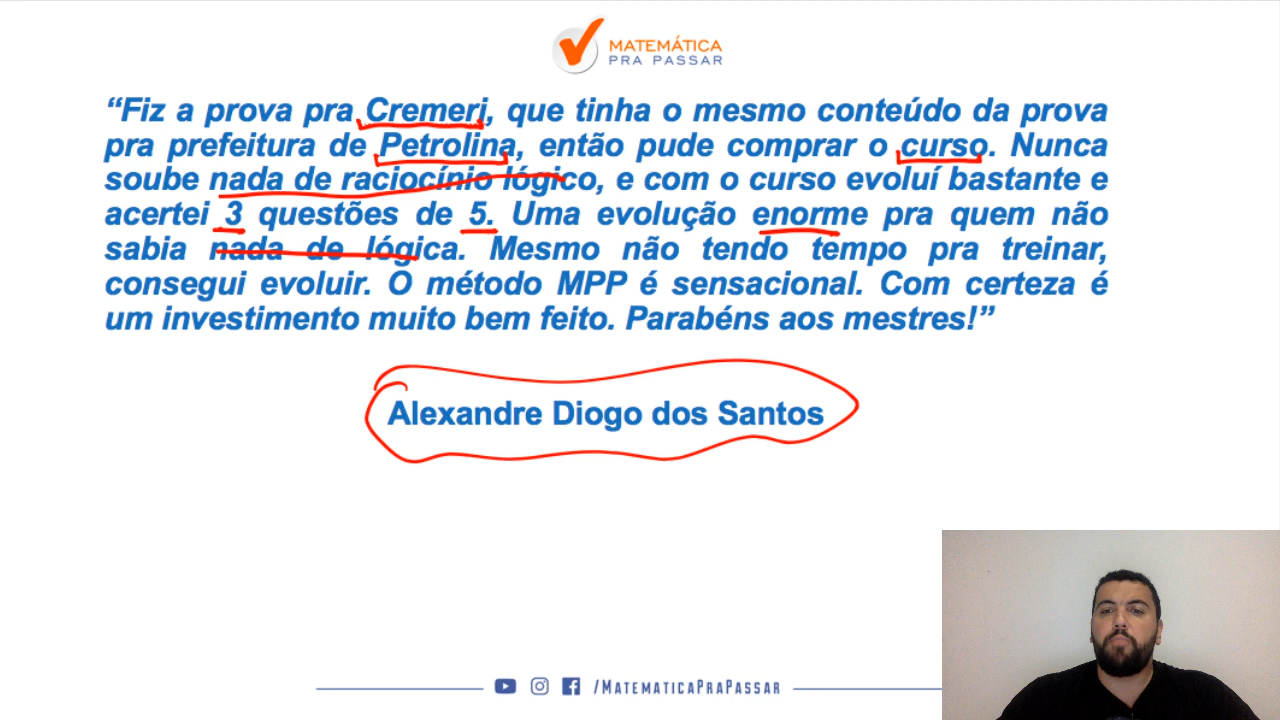 MATEMÁTICA
PRA PASSAR
“Fiz a prova pra Cremerj, que tinha o mesmo conteúdo da prova
pra prefeitura de Petrolina, então pude comprar o curso. Nunca
soube nada de raciocínio lógico, e com o curso evoluí bastante e
acertei 3 questões de 5. Uma evolução enorme pra quem não
sabia nada de lógica. Mesmo não tendo tempo pra treinar,
consegui evoluir. O método MPP é sensacional. Com certeza é
um investimento muito bem feito. Parabéns aos mestres!”
Alexandre Diogo dos Santos
/MATEMATICAPRAPASSAR